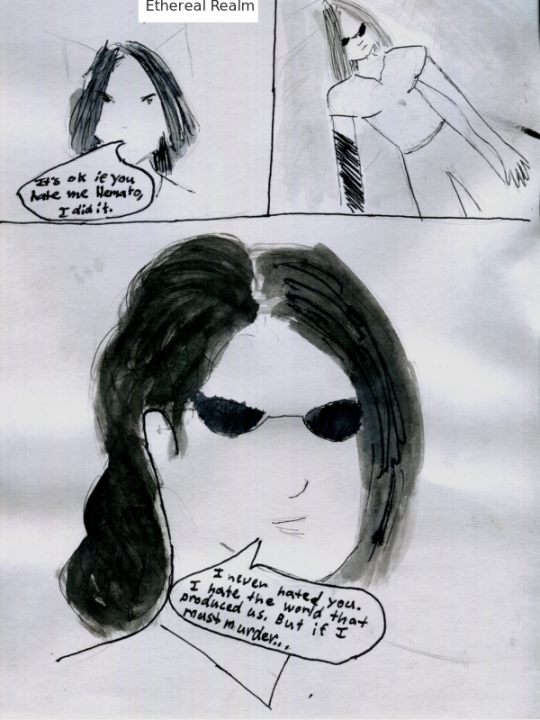 Ethereal Realm
It's ok if you
hate me Hemato,
I did it.
I never hated you.
I hate the world that
produced us. But if I
must murder...